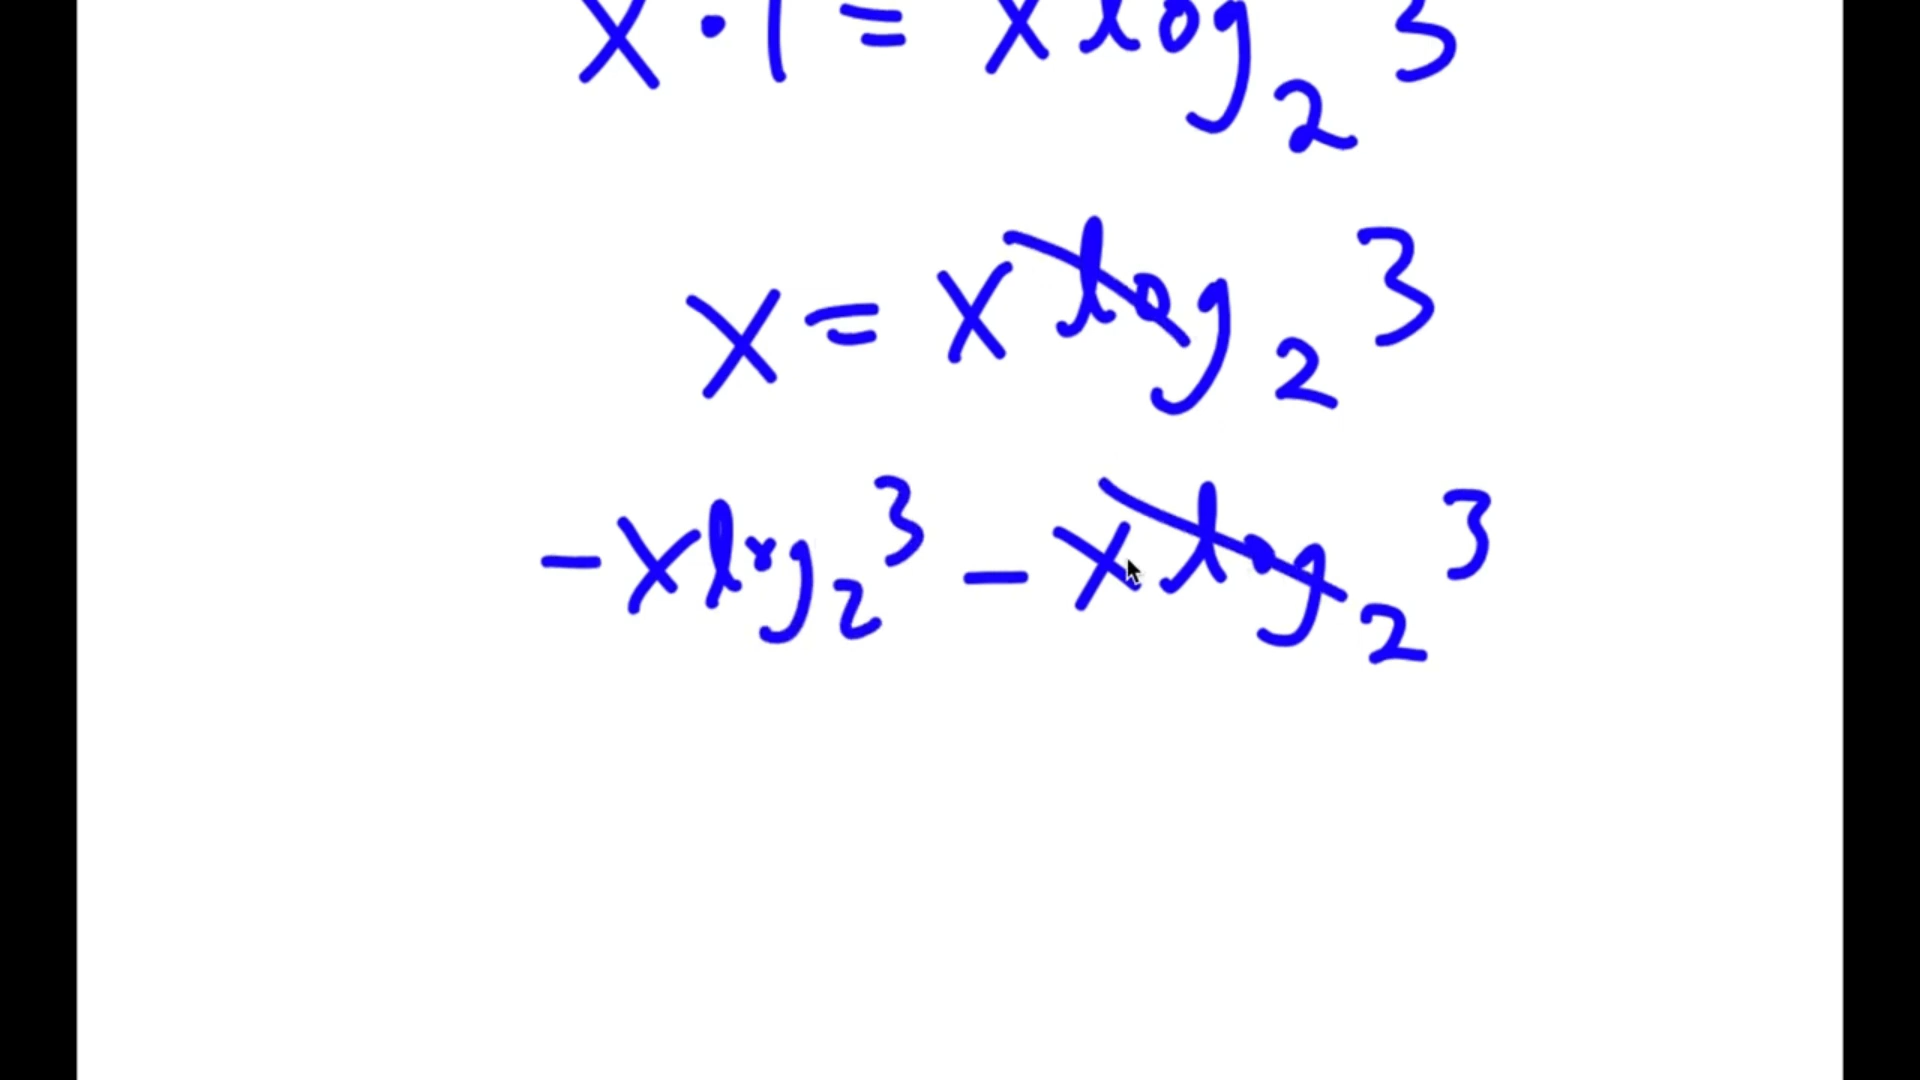 x · 1 = x log₂ 3
x = x log₂ 3
- x log₂ 3 - x log₂ 3